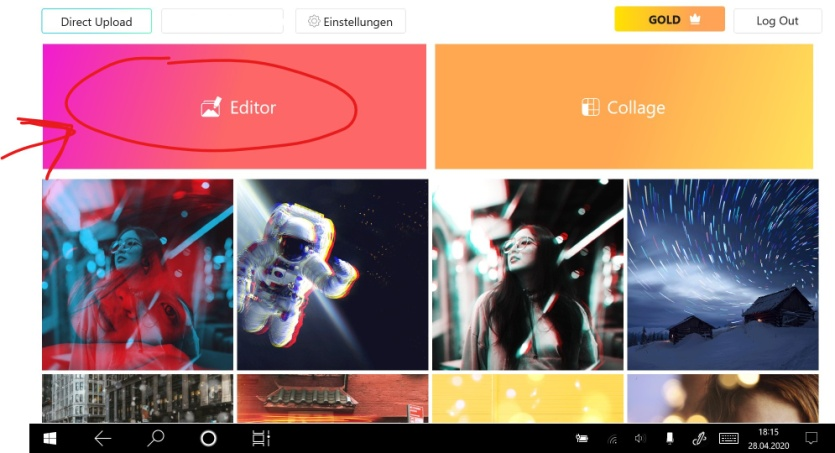 Direct Upload
Einstellungen
GOLD
Log Out
Editor
Collage
18:15
28.04.2020